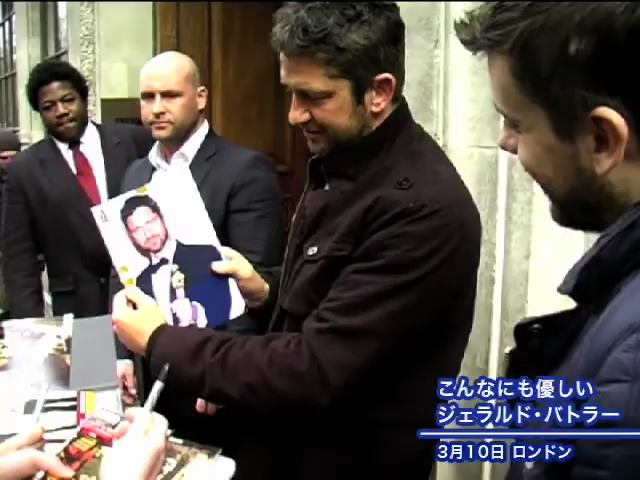 こんなにも優しい
ジェラルド・バトラー
3月10日 ロンドン